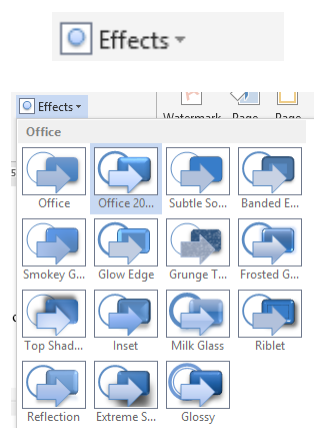 Effects
Effects
Watermark Page Page
5
Office
Office Office 20... Subtle So... Banded E...
Smokey G... Glow Edge Grunge T... Frosted G...
Top Shad... Inset Milk Glass Riblet
Reflection Extreme S... Glossy